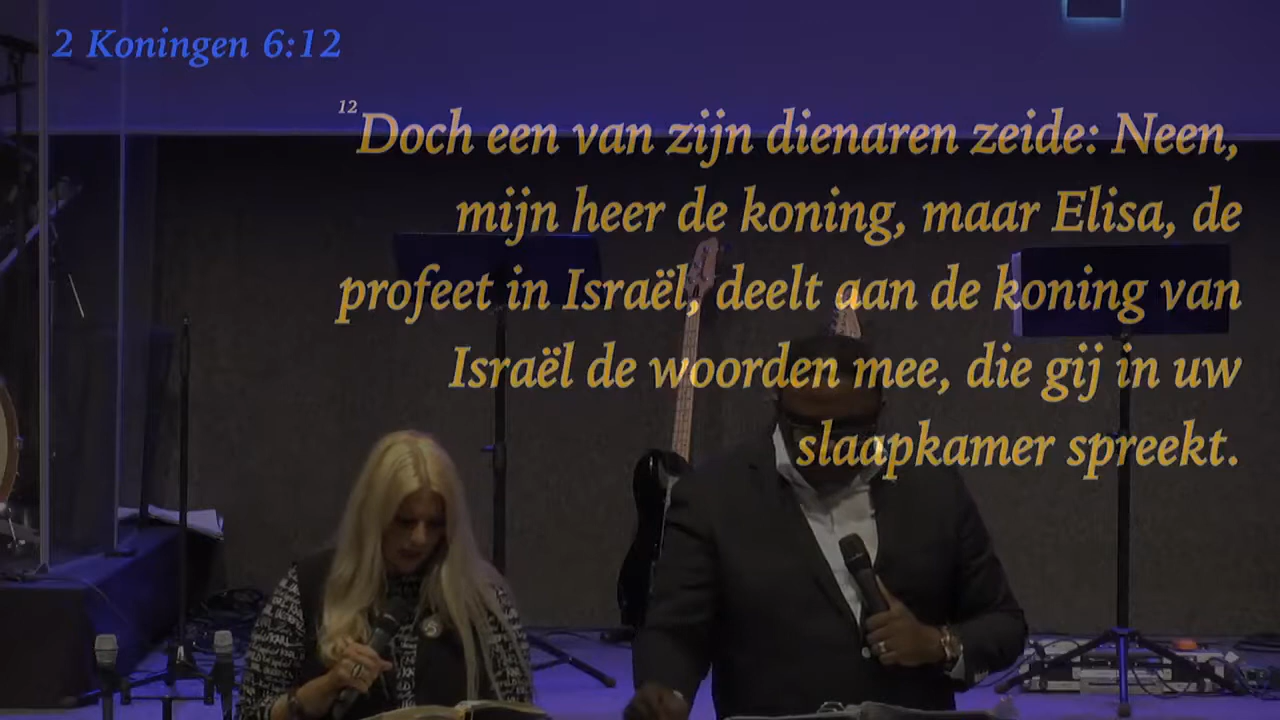 2 Koningen 6:12
12 Doch een van zijn dienaren zeide: Neen,
mijn heer de koning, maar Elisa, de
profeet in Israël, deelt aan de koning van
Israël de woorden mee, die gij in uw
slaapkamer spreekt.